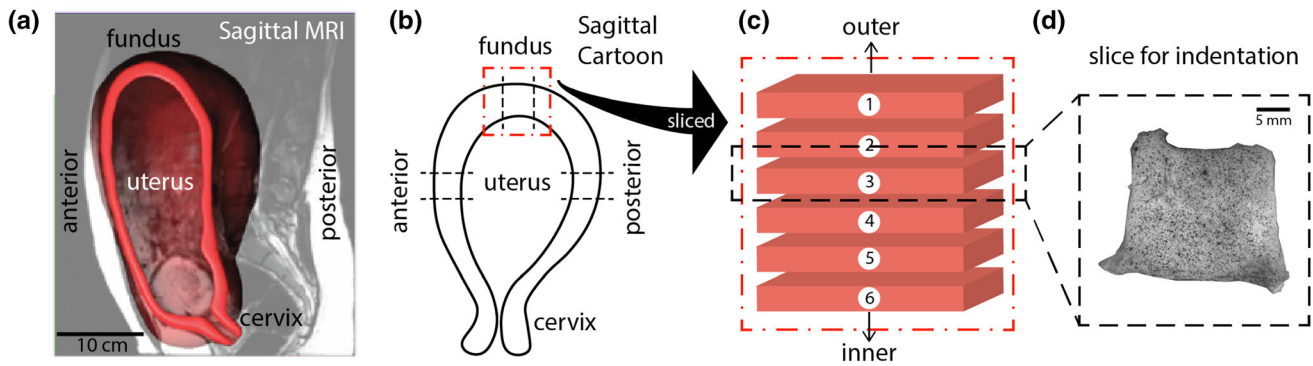 (a)
fundus
Sagittal MRI
anterior
uterus
posterior
cervix
10 cm
(b)
fundus
Sagittal
Cartoon
sliced
anterior
uterus
posterior
cervix
(c)
outer
1
2
3
4
5
6
inner
(d)
slice for indentation
5 mm